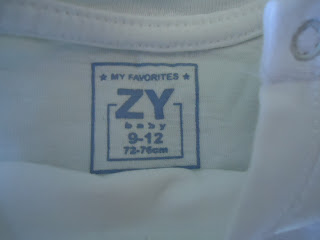 ★ MY FAVORITES ★
ZY
baby
9-12
72-76cm